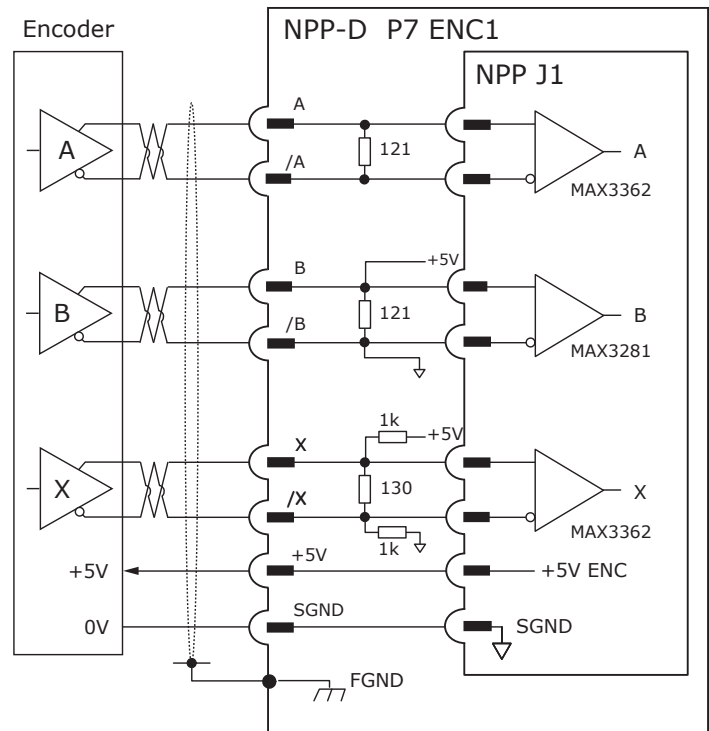 Encoder
NPP-D P7 ENC1
NPP J1
A
A
/A
121
A
MAX3362
B
B
/B
+5V
121
B
MAX3281
X
X
/X
1k
+5V
130
1k
X
MAX3362
+5V
+5V
+5V ENC
0V
SGND
SGND
FGND